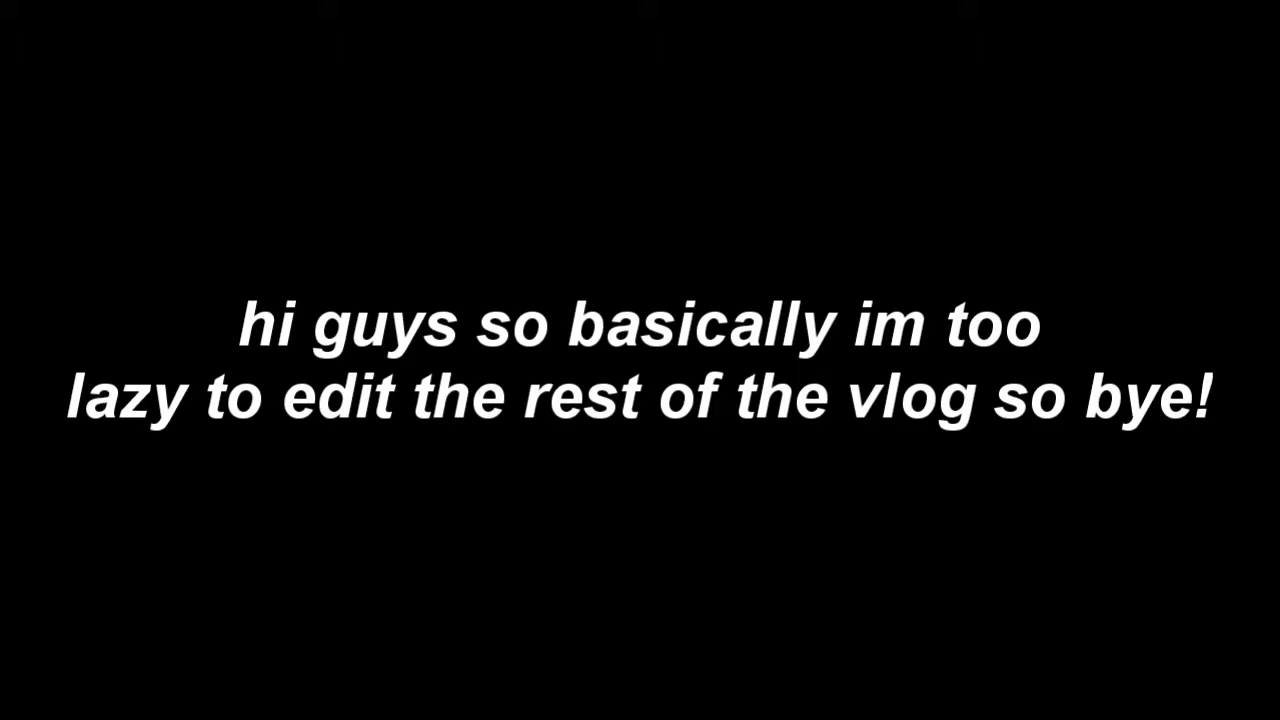 hi guys so basically im too
lazy to edit the rest of the vlog so bye!